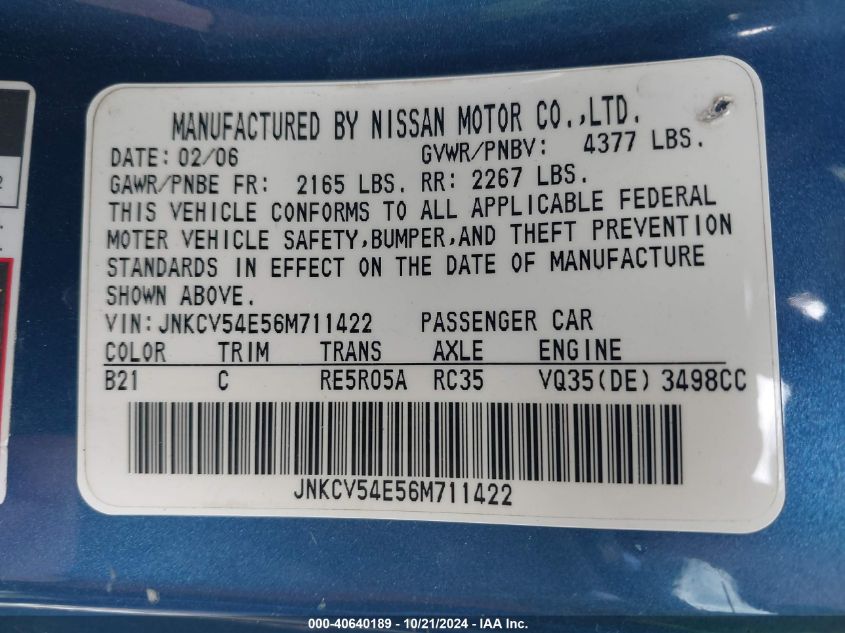 MANUFACTURED BY NISSAN MOTOR CO.,LTD.
DATE: 02/06 GVWR/PNBV: 4377 LBS.
GAWR/PNBE FR: 2165 LBS. RR: 2267 LBS.
THIS VEHICLE CONFORMS TO ALL APPLICABLE FEDERAL
MOTER VEHICLE SAFETY,BUMPER,AND THEFT PREVENTION
STANDARDS IN EFFECT ON THE DATE OF MANUFACTURE
SHOWN ABOVE.
VIN:JNKCV54E56M711422 PASSENGER CAR
COLOR TRIM TRANS AXLE ENGINE
B21 C RE5R05A RC35 VQ35(DE) 3498CC
JNKCV54E56M711422
000-40640189 - 10/21/2024 - IAA Inc.